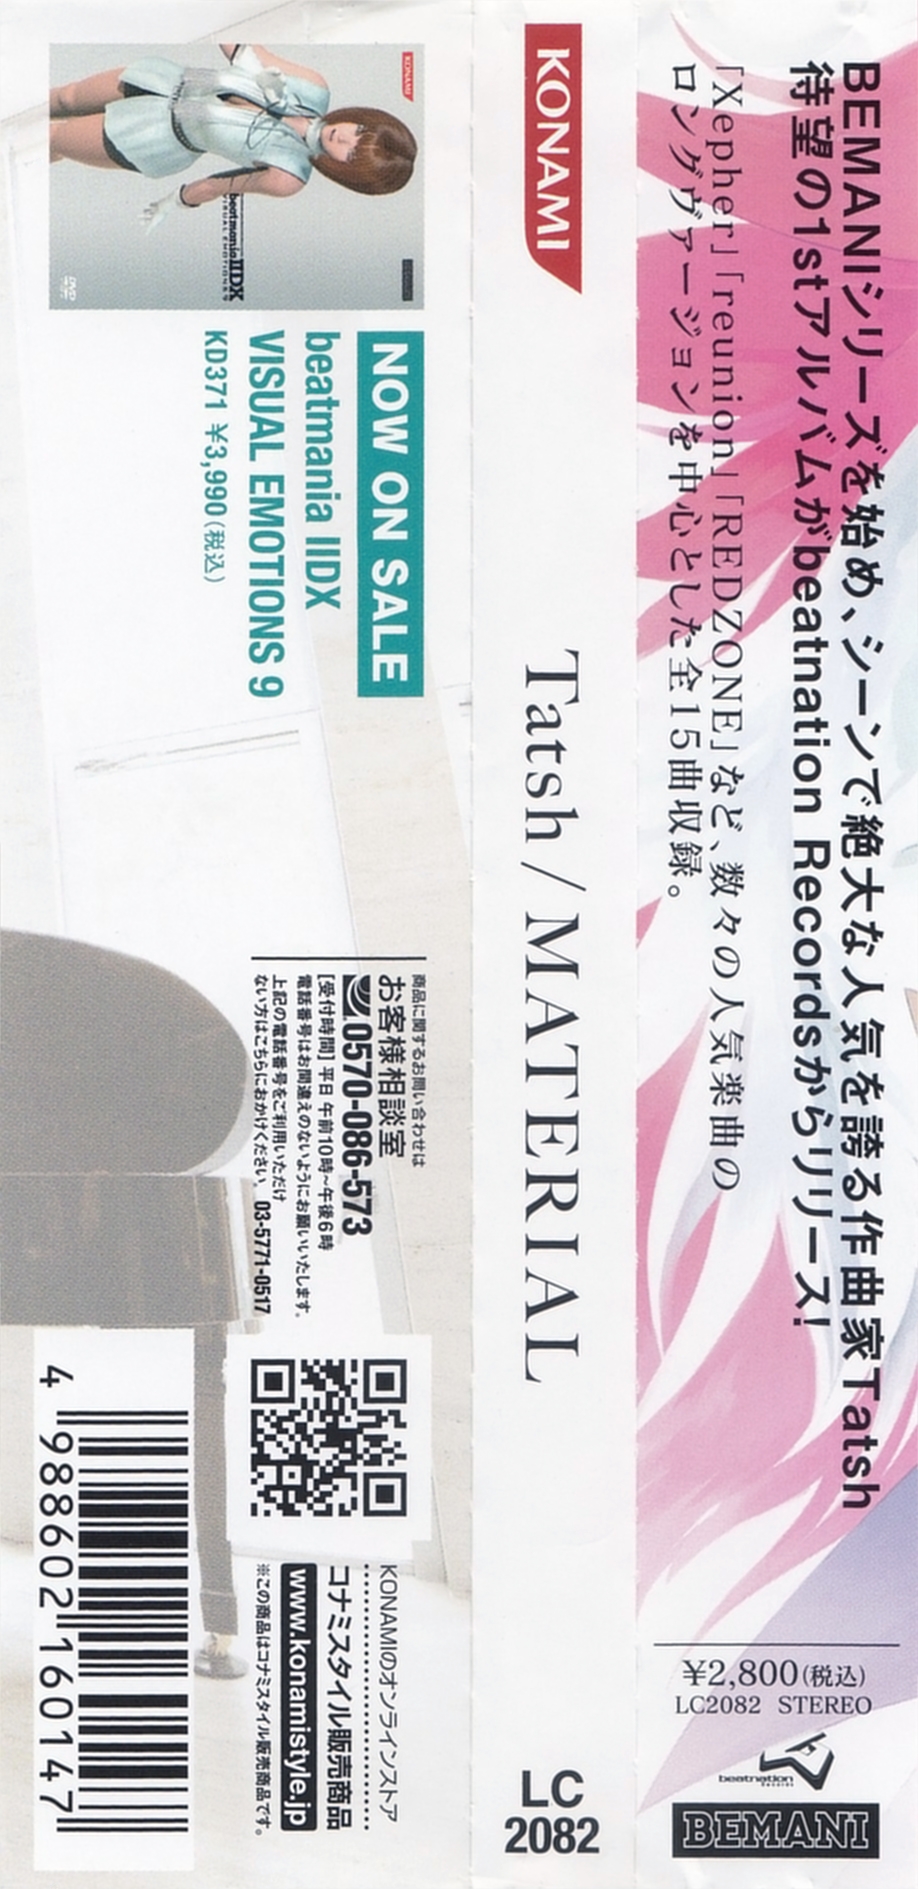 BEMANIシリーズを始め、シーンで絶大な人気を誇る作曲家Tatsh
待望の1stアルバムがbeatnation Recordsからリリース!
「Xepher」「reunion」「REDZONE」など、数々の人気楽曲の
ロングヴァージョンを中心とした全15曲収録。
¥2,800(税込)
LC2082 STEREO
beatnation
Records
BEMANI
KONAMI
Tatsh / MATERIAL
LC
2082
KONAMI
beatmania IIDX
VISUAL EMOTIONS 9
DVD
NOW ON SALE
beatmania IIDX
VISUAL EMOTIONS 9
KD371 ¥3,990(税込)
商品に関するお問い合わせは
お客様相談室
0570-086-573
[受付時間] 平日 午前10時~午後6時
電話番号はお間違えのないようにお願いいたします。
上記の電話番号をご利用いただけ
ない方はこちらにおかけください。 03-5771-0517
KONAMIのオンラインストア
コナミスタイル販売商品
www.konamistyle.jp
※この商品はコナミスタイル販売商品です。
4 988602 160147